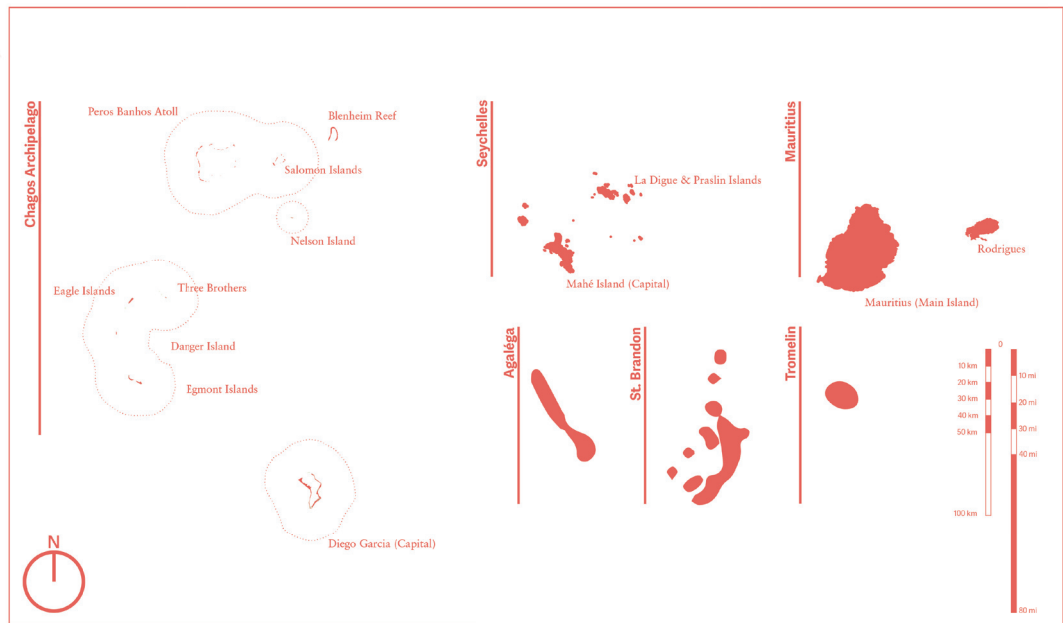 Chagos Archipelago
Peros Banhos Atoll
Blenheim Reef
Salomon Islands
Nelson Island
Eagle Islands
Three Brothers
Danger Island
Egmont Islands
Diego Garcia (Capital)
N
Seychelles
La Digue & Praslin Islands
Mahé Island (Capital)
Mauritius
Rodrigues
Mauritius (Main Island)
Agaléga
St. Brandon
Tromelin
0
10 km
20 km
30 km
40 km
50 km
100 km
10 mi
20 mi
30 mi
40 mi
80 mi